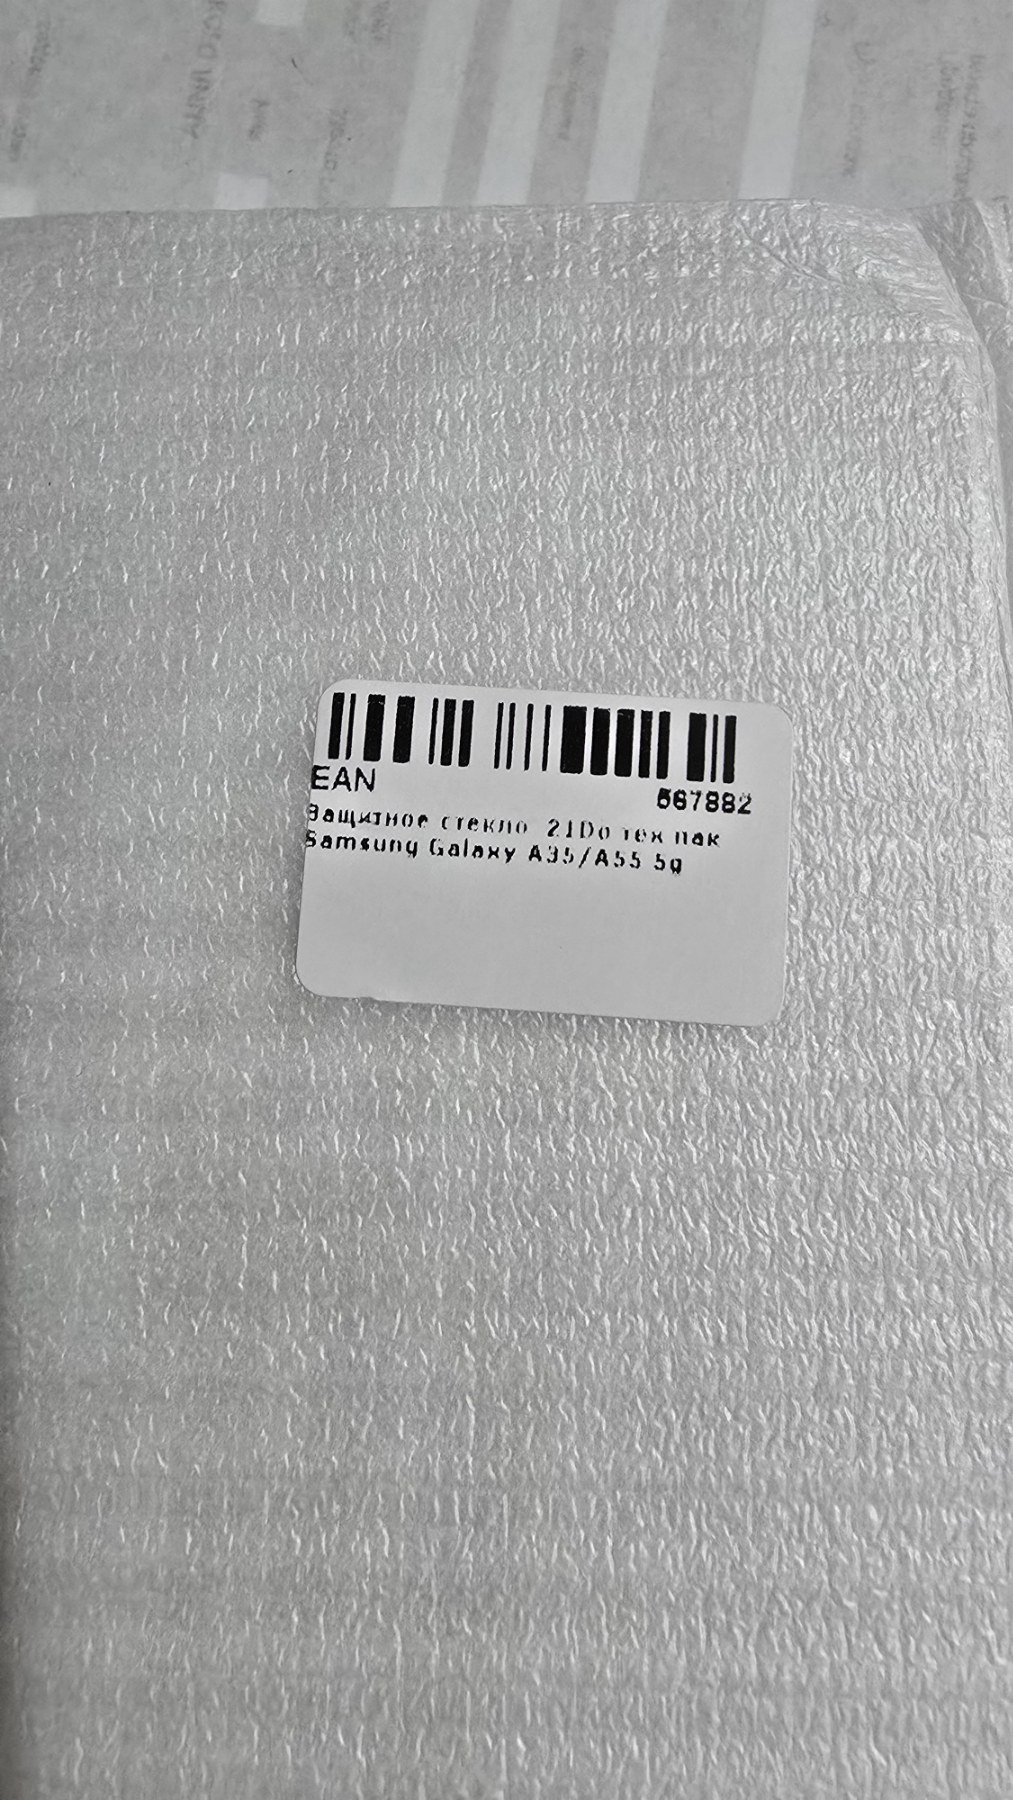 EAN
567882
Защитное стекло 21Do тех пак
Samsung Galaxy A35/A55 5g